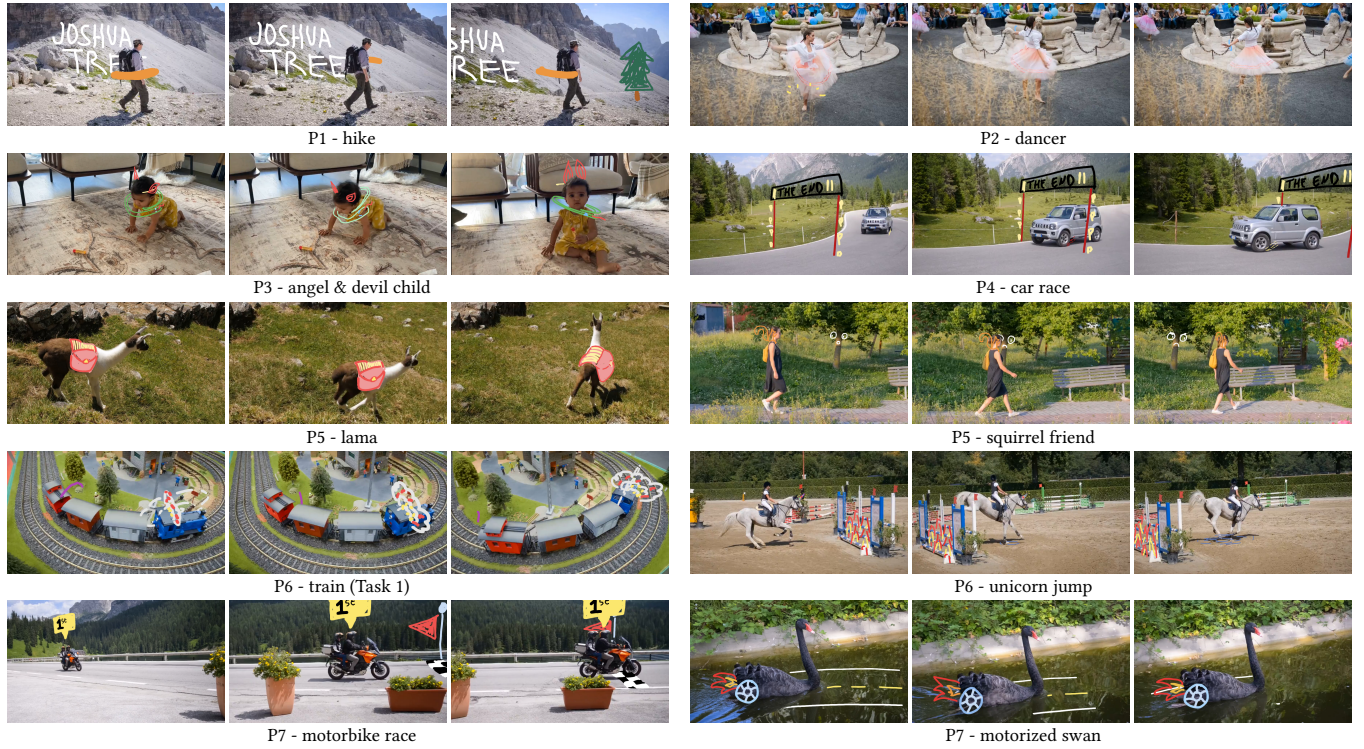 JOSHUA
TREE
JOSHUA
TREE
SHUA
REE
P1 - hike
P2 - dancer
P3 - angel & devil child
THE END !!
THE END !!
THE END !!
P4 - car race
P5 - lama
P5 - squirrel friend
P6 - train (Task 1)
P6 - unicorn jump
1st
1st
1st
P7 - motorbike race
P7 - motorized swan